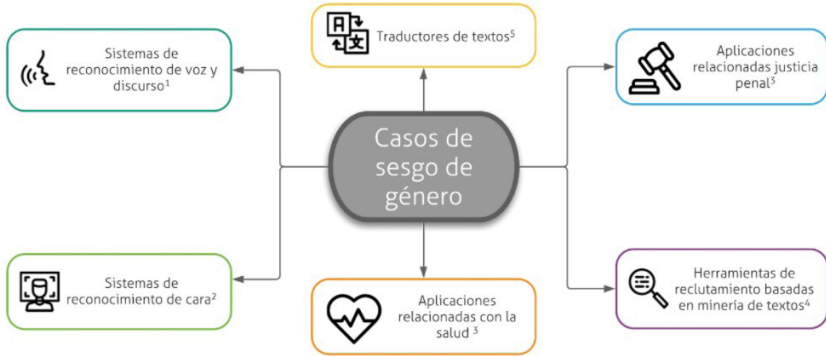 Traductores de textos⁵
Sistemas de
reconocimiento de voz y
discurso¹
Aplicaciones
relacionadas justicia
penal³
Casos de
sesgo de
género
Sistemas de
reconocimiento de cara²
Aplicaciones
relacionadas con la
salud ³
Herramientas de
reclutamiento basadas
en minería de textos⁴